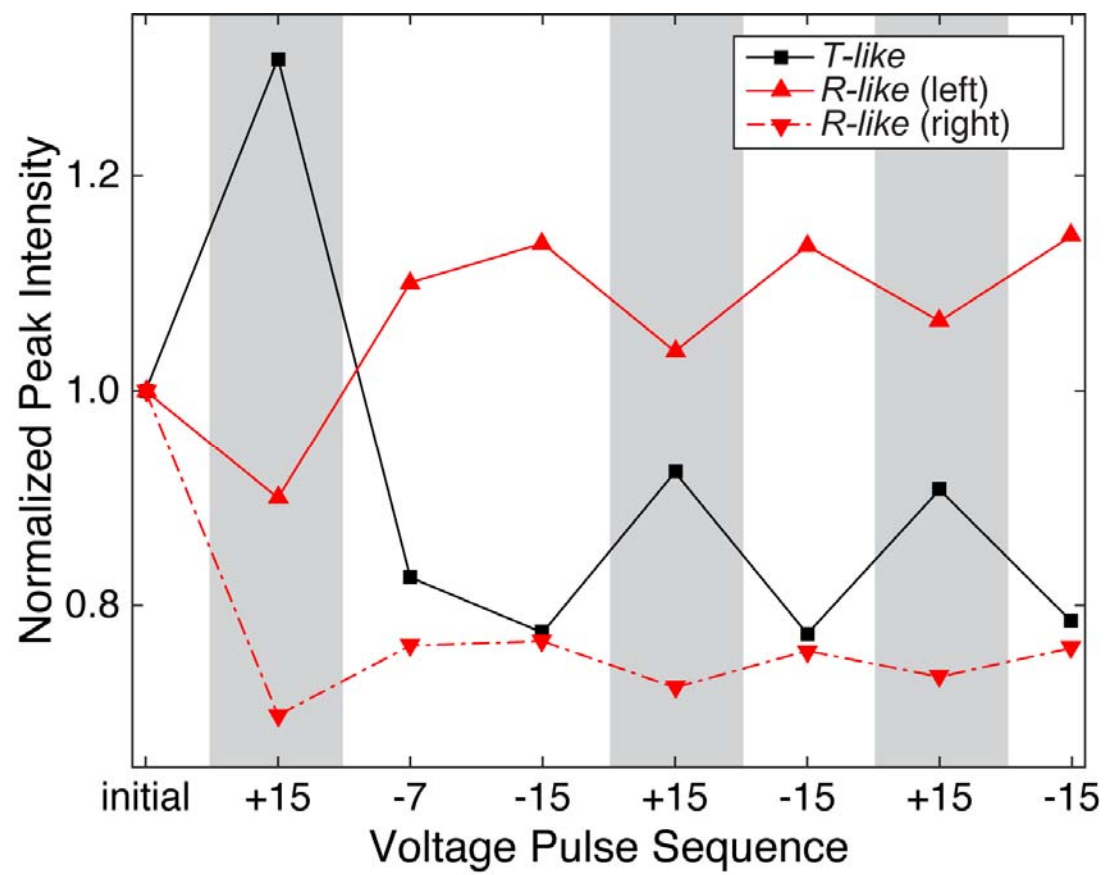 T-like
R-like (left)
R-like (right)
Normalized Peak Intensity
1.2
1.0
0.8
initial +15 -7 -15 +15 -15 +15 -15
Voltage Pulse Sequence